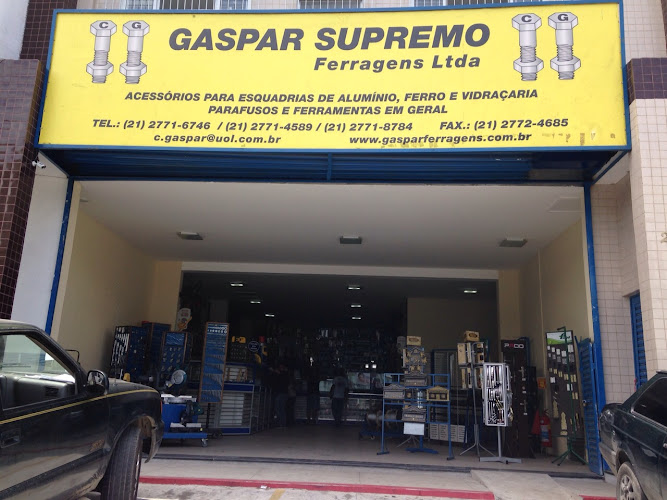 C G GASPAR SUPREMO C G
Ferragens Ltda
ACESSÓRIOS PARA ESQUADRIAS DE ALUMÍNIO, FERRO E VIDRAÇARIA
PARAFUSOS E FERRAMENTAS EM GERAL
TEL.: (21) 2771-6746 / (21) 2771-4589 / (21) 2771-8784 FAX.: (21) 2772-4685
c.gaspar@uol.com.br www.gasparferragens.com.br